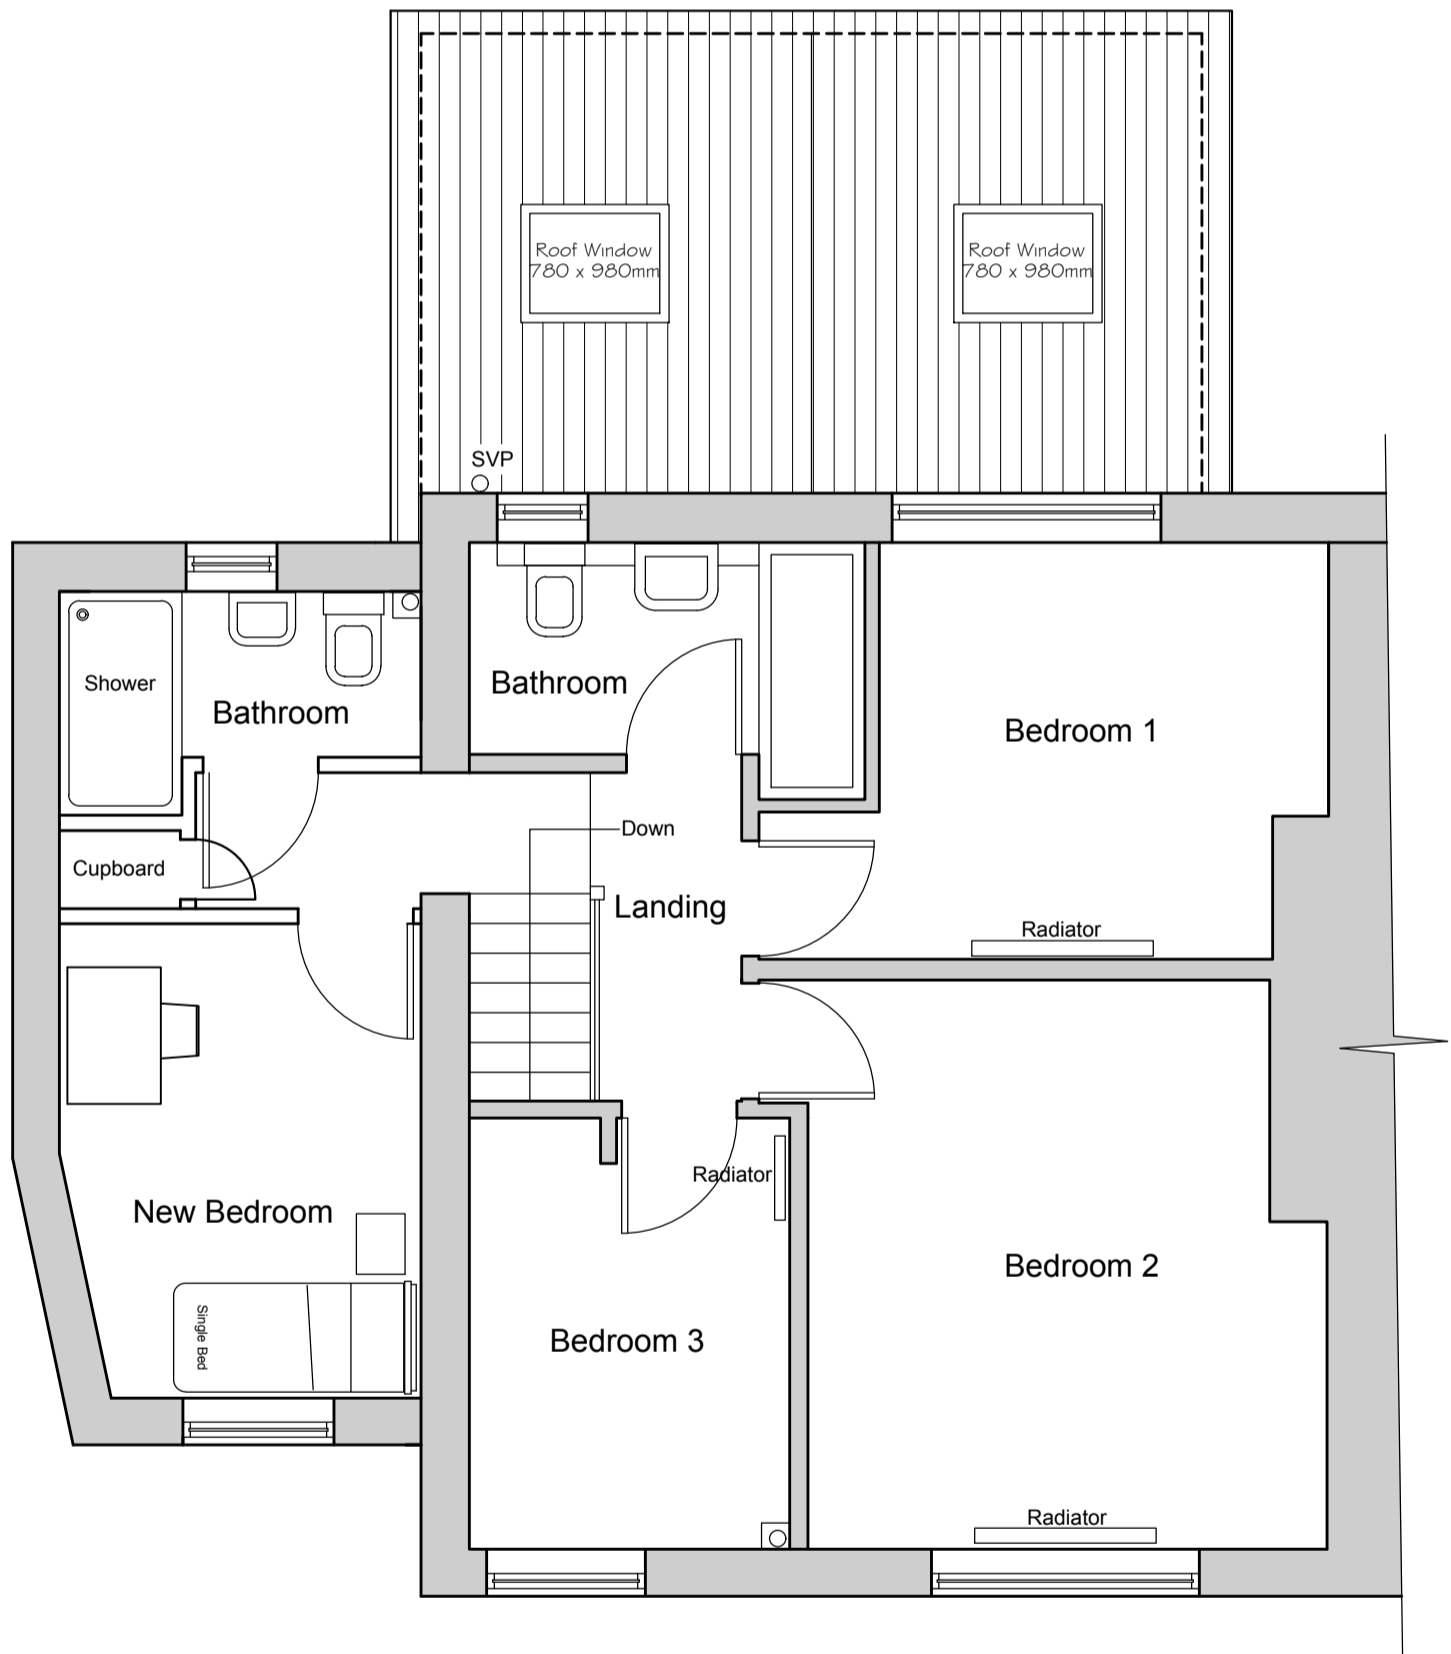 Roof Window
780 x 980mm
Roof Window
780 x 980mm
SVP
Shower
Bathroom
Bathroom
Bedroom 1
Down
Cupboard
Landing
Radiator
Radiator
New Bedroom
Bedroom 2
Single Bed
Bedroom 3
Radiator